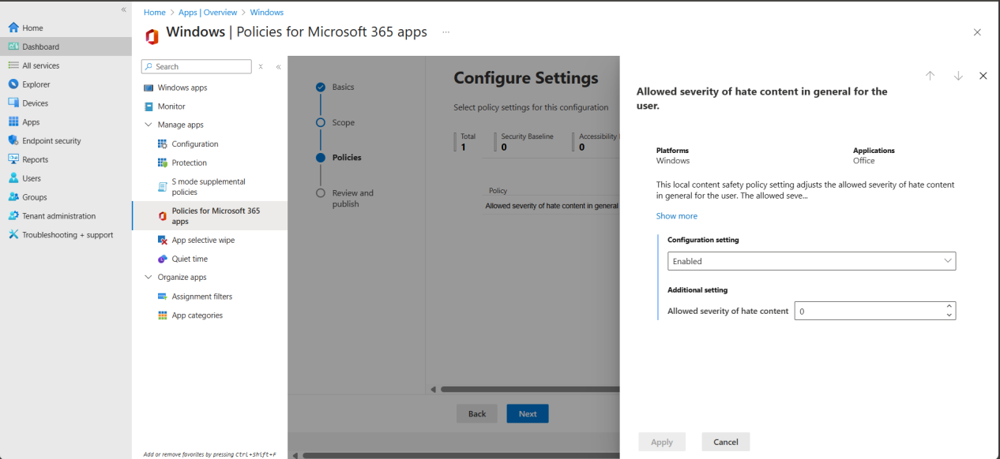 «
Home
Dashboard
All services
Explorer
Devices
Apps
Endpoint security
Reports
Users
Groups
Tenant administration
Troubleshooting + support
Home > Apps | Overview > Windows
Windows | Policies for Microsoft 365 apps ...
Search
«
Windows apps
Monitor
Manage apps
Configuration
Protection
S mode supplemental
policies
Policies for Microsoft 365
apps
App selective wipe
Quiet time
Organize apps
Assignment filters
App categories
Add or remove favorites by pressing Ctrl+Shift+F
Basics
Scope
Policies
Review and
publish
Configure Settings
Select policy settings for this configuration
Total
1
Security Baseline
0
Accessibility
0
Policy
Allowed severity of hate content in general
Back
Next
Allowed severity of hate content in general for the
user.
Platforms
Windows
Applications
Office
This local content safety policy setting adjusts the allowed severity of hate content
in general for the user. The allowed seve...
Show more
Configuration setting
Enabled
Additional setting
Allowed severity of hate content 0
Apply
Cancel